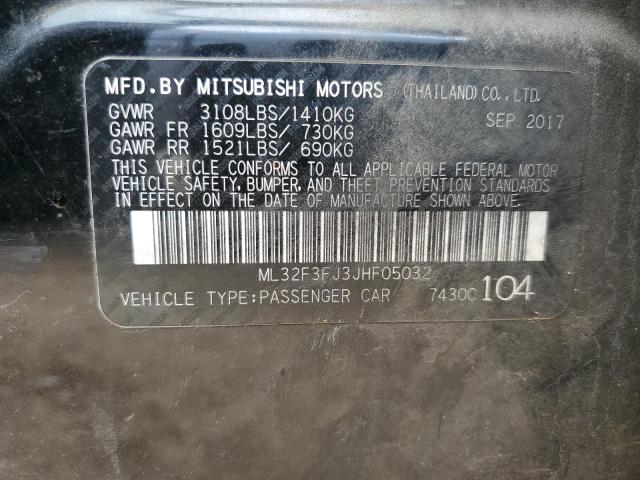 MFD. BY MITSUBISHI MOTORS (THAILAND) CO., LTD.
GVWR 3108LBS/1410KG SEP 2017
GAWR FR 1609LBS/ 730KG
GAWR RR 1521LBS/ 690KG
THIS VEHICLE CONFORMS TO ALL APPLICABLE FEDERAL MOTOR
VEHICLE SAFETY, BUMPER, AND THEFT PREVENTION STANDARDS
IN EFFECT ON THE DATE OF MANUFACTURE SHOWN ABOVE.
ML32F3FJ3JHF05032
VEHICLE TYPE:PASSENGER CAR 7430C 104